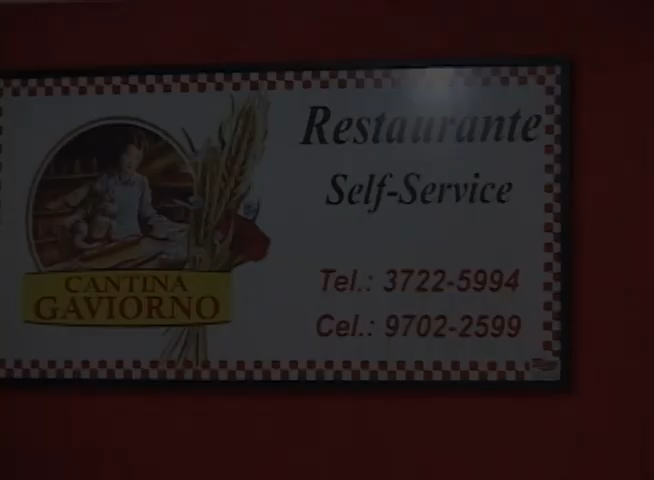 Restaurante
Self-Service
CANTINA
GAVIORNO
Tel.: 3722-5994
Cel.: 9702-2599